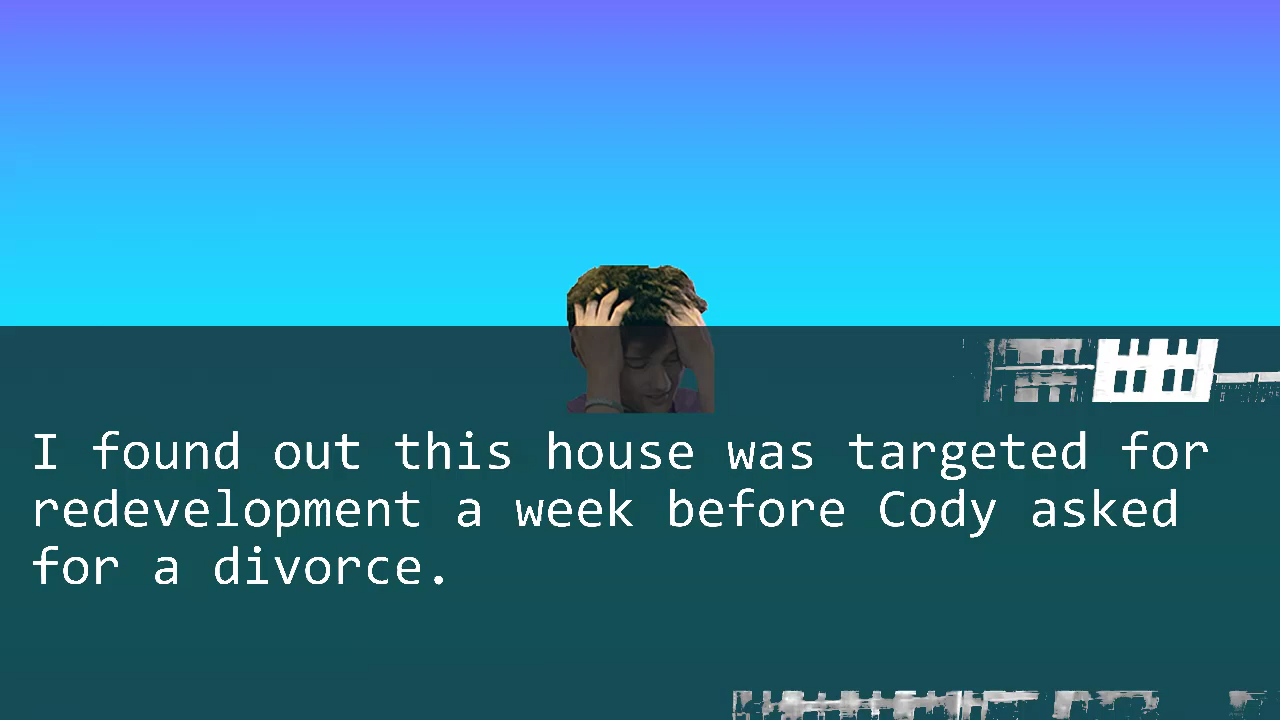 I found out this house was targeted for
redevelopment a week before Cody asked
for a divorce.